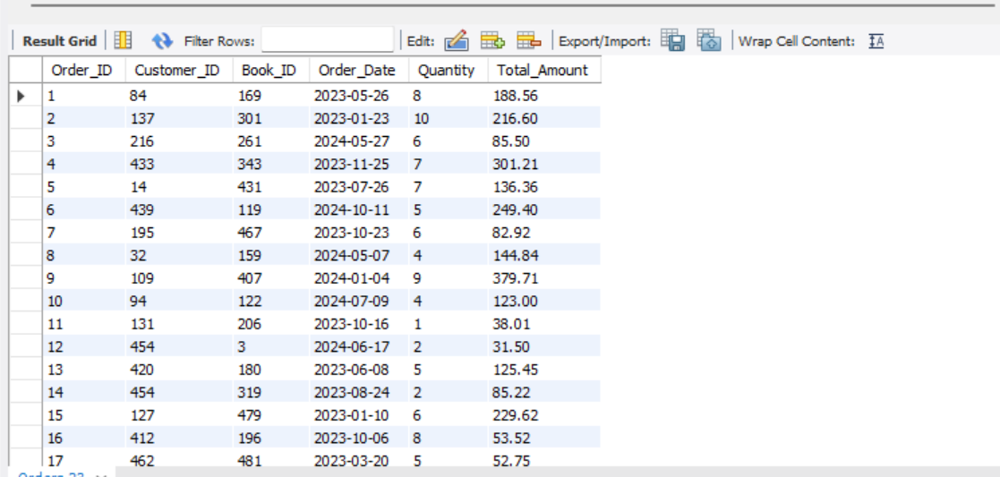 Result Grid Filter Rows: Edit: Export/Import: Wrap Cell Content: IA
Order_ID Customer_ID Book_ID Order_Date Quantity Total_Amount
1 84 169 2023-05-26 8 188.56
2 137 301 2023-01-23 10 216.60
3 216 261 2024-05-27 6 85.50
4 433 343 2023-11-25 7 301.21
5 14 431 2023-07-26 7 136.36
6 439 119 2024-10-11 5 249.40
7 195 467 2023-10-23 6 82.92
8 32 159 2024-05-07 4 144.84
9 109 407 2024-01-04 9 379.71
10 94 122 2024-07-09 4 123.00
11 131 206 2023-10-16 1 38.01
12 454 3 2024-06-17 2 31.50
13 420 180 2023-06-08 5 125.45
14 454 319 2023-08-24 2 85.22
15 127 479 2023-01-10 6 229.62
16 412 196 2023-10-06 8 53.52
17 462 481 2023-03-20 5 52.75